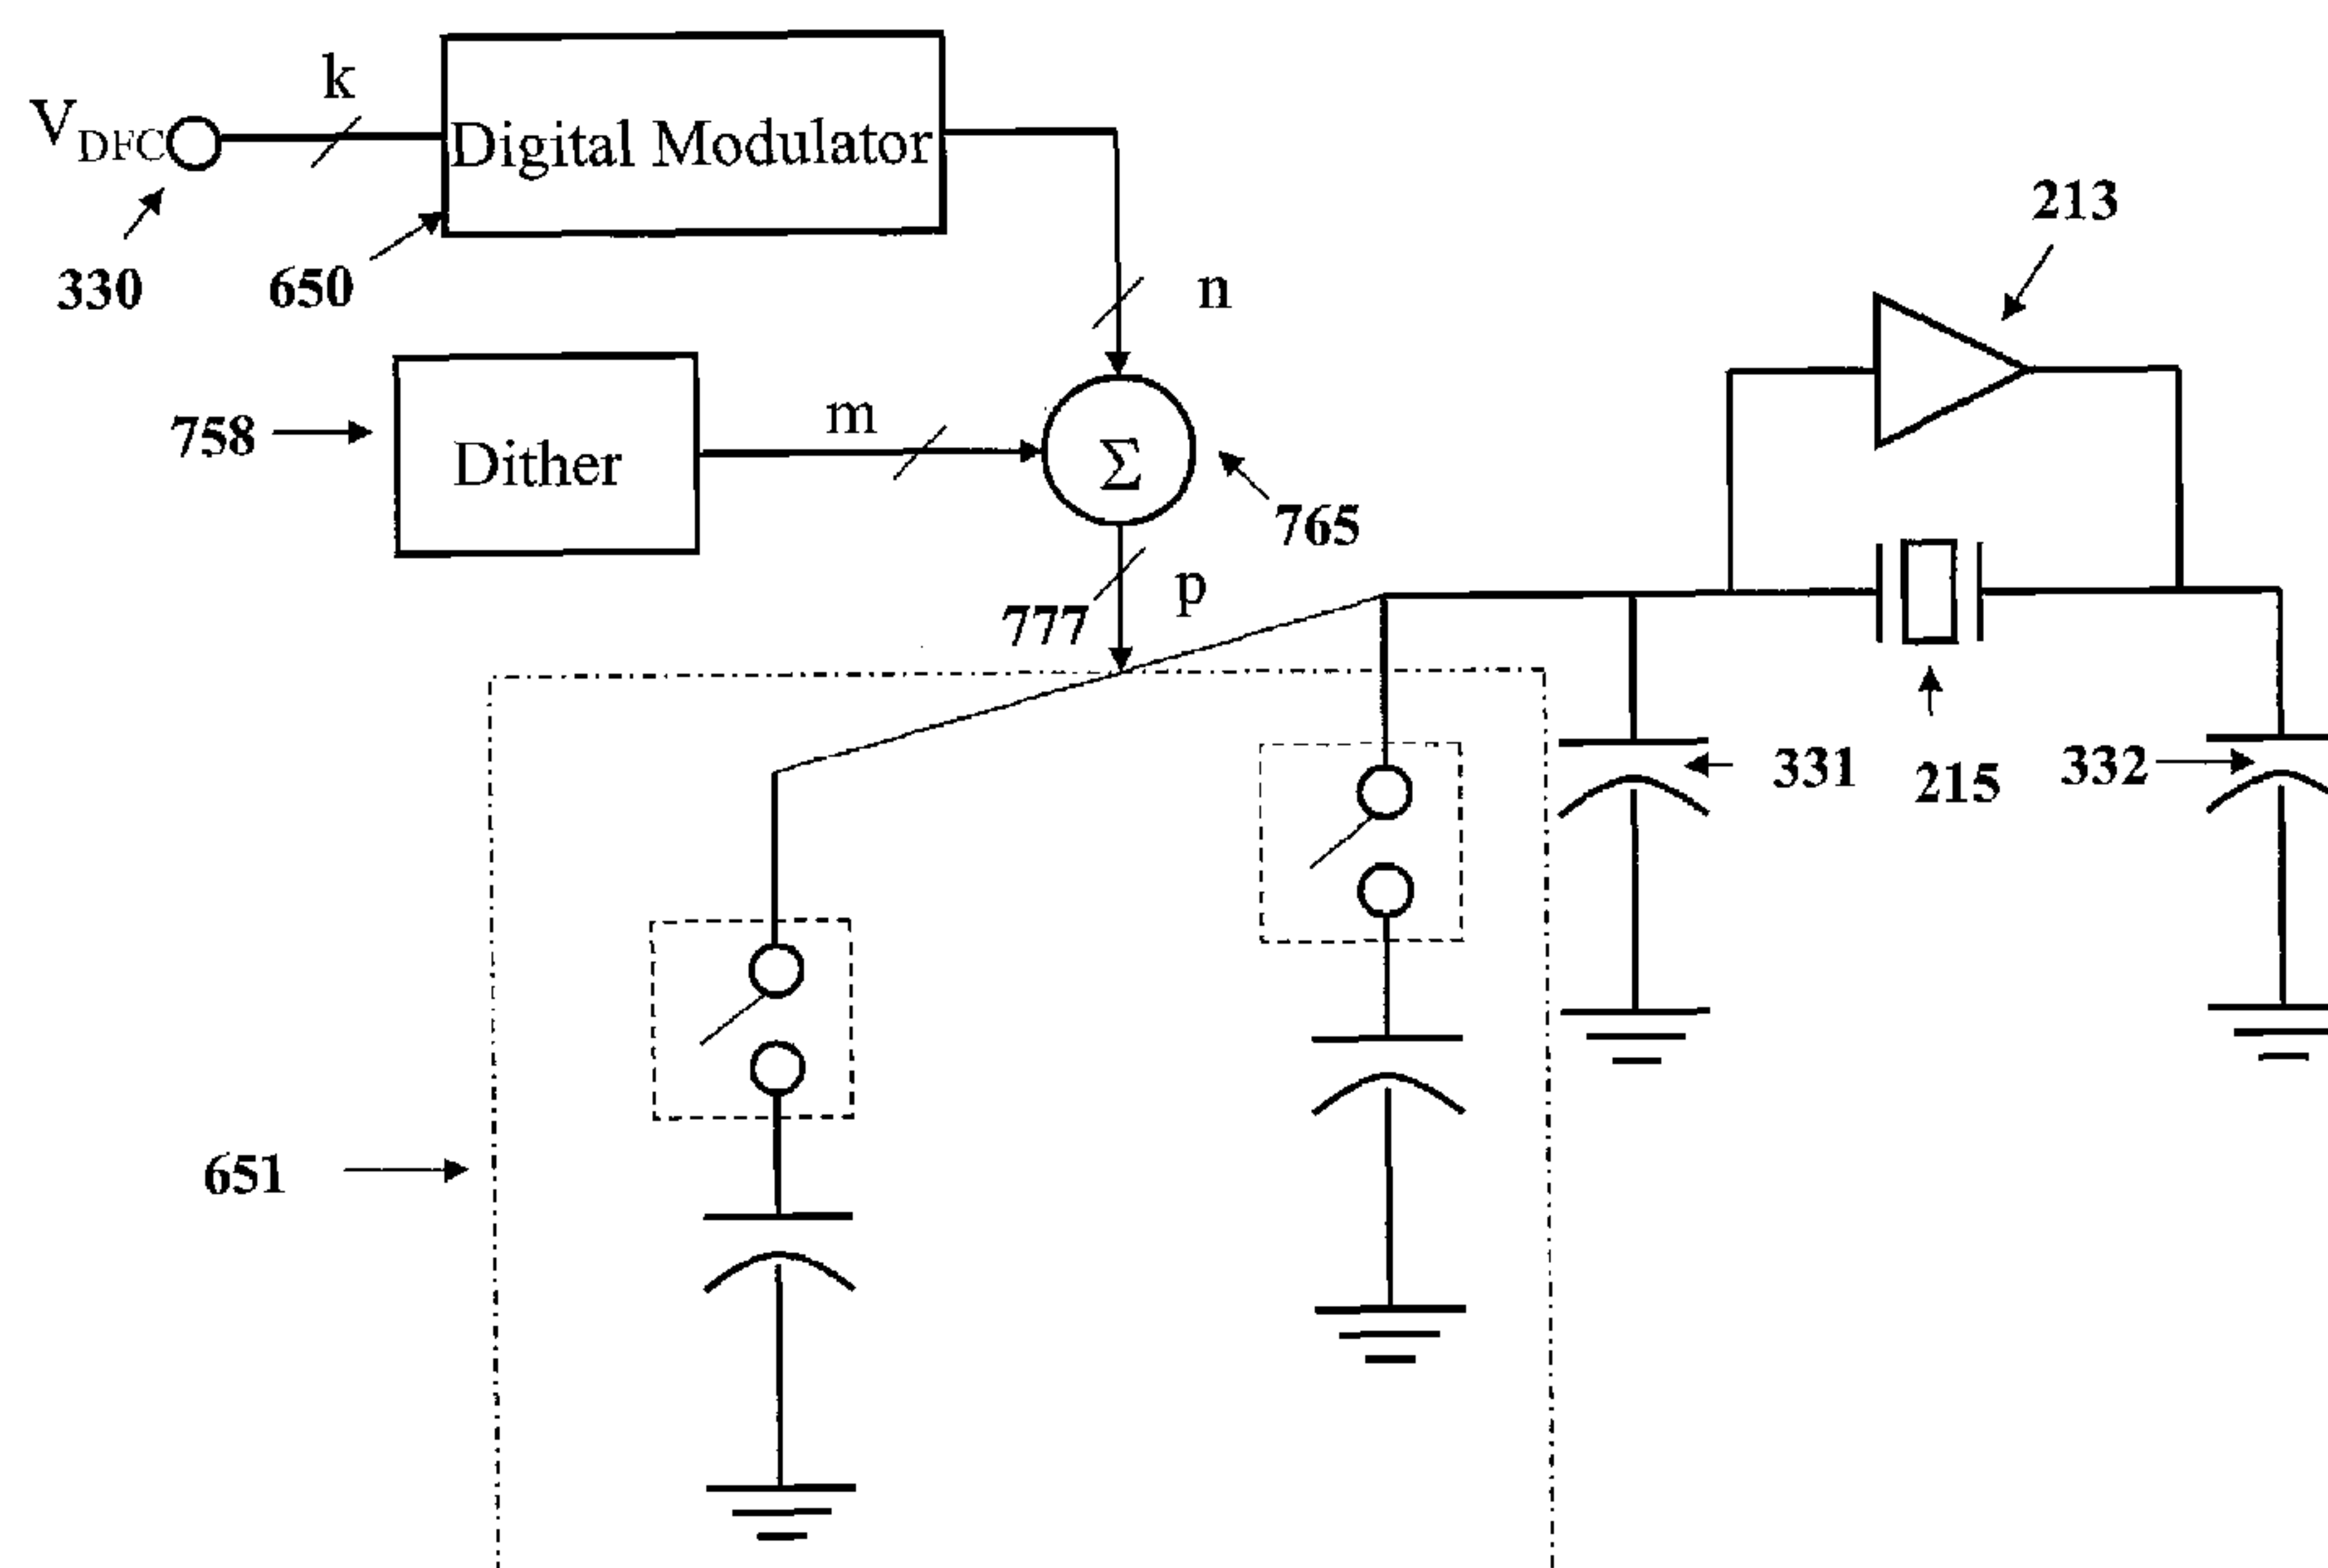 k
VDFC
Digital Modulator
330
650
n
213
758
Dither
m
Σ
765
777
p
331
215
332
651